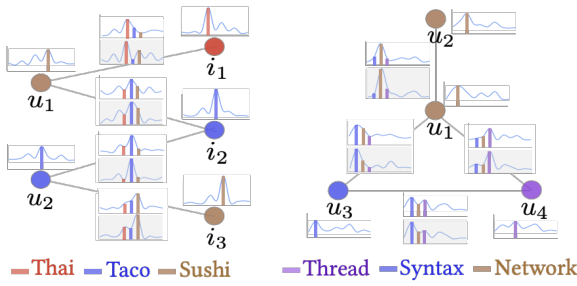 u₂
i₁
u₁
u₁
i₂
u₂
u₃
u₄
i₃
Thai Taco Sushi
Thread Syntax Network